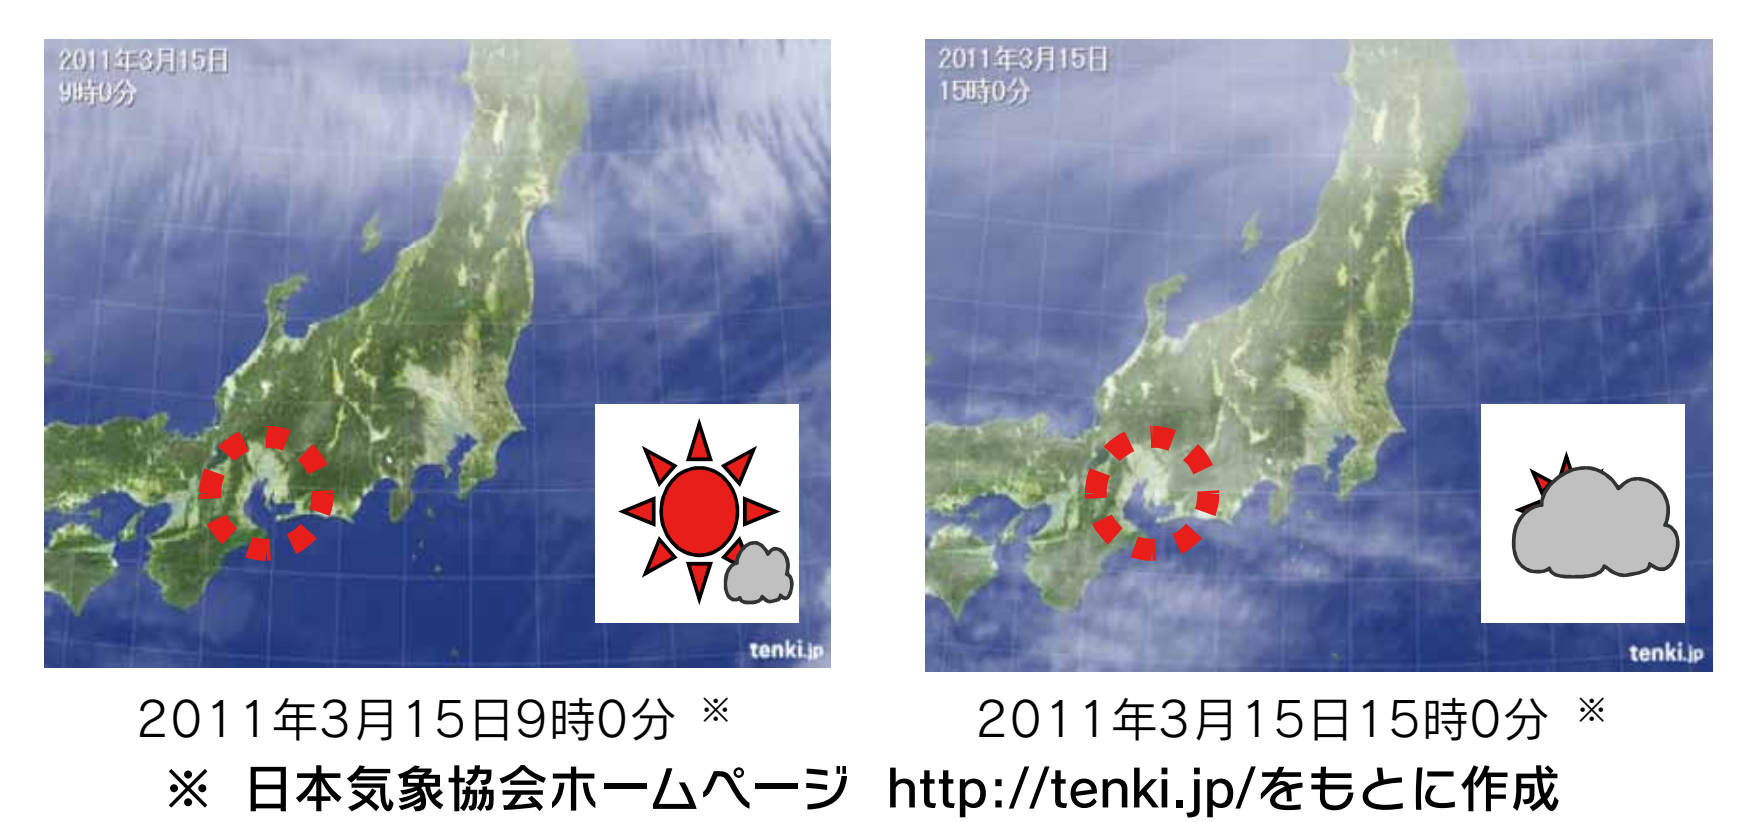 2011年3月15日
9時0分
tenki.jp
2011年3月15日
15時0分
tenki.jp
2011年3月15日9時0分 ※
2011年3月15日15時0分 ※
※ 日本気象協会ホームページ http://tenki.jp/をもとに作成